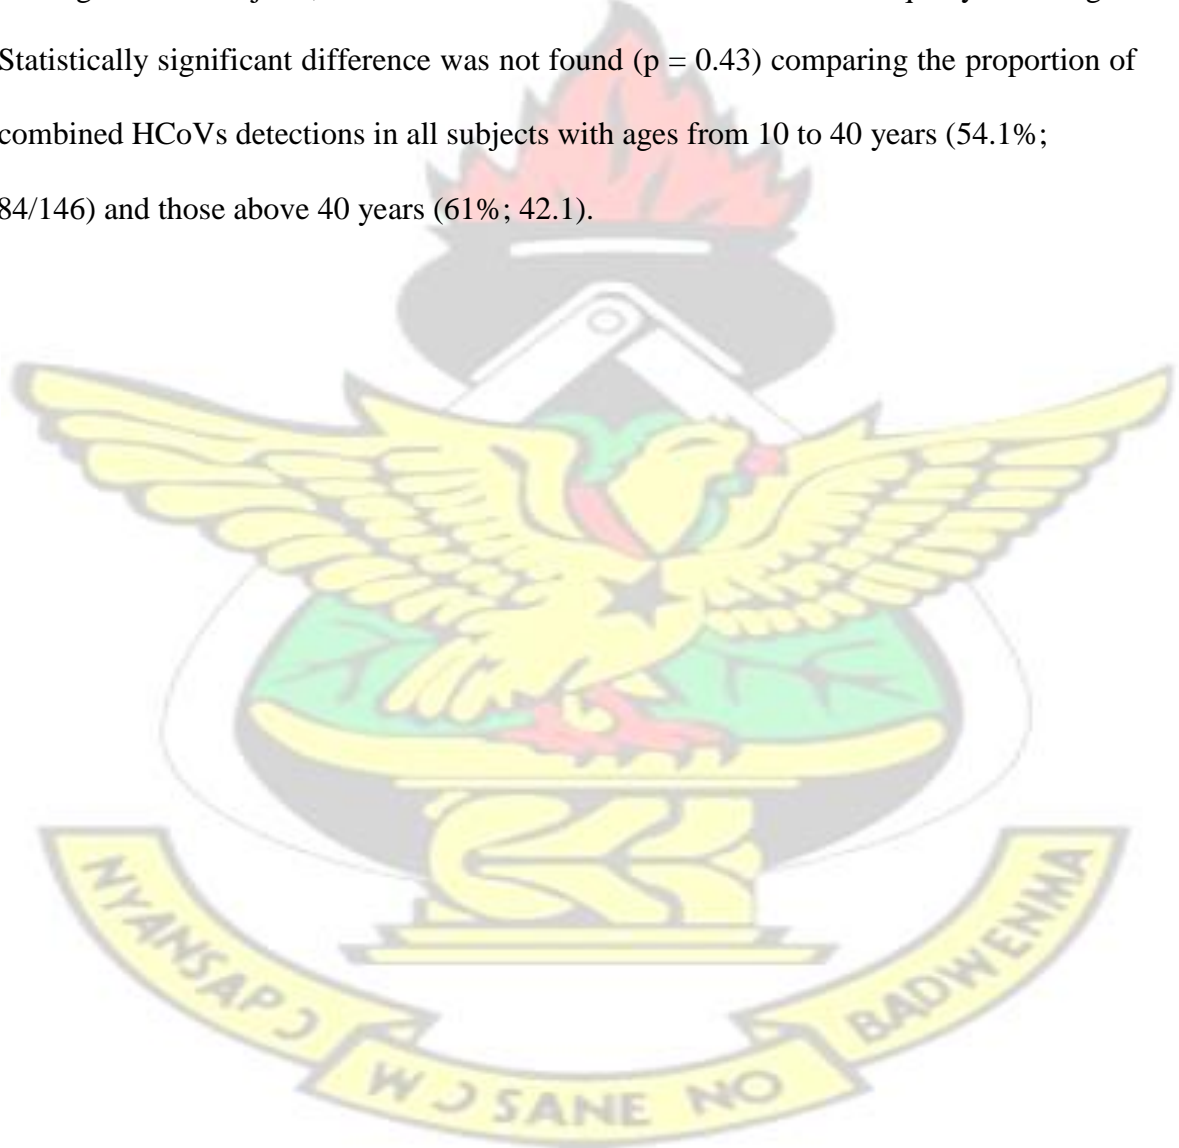 Statistically significant difference was not found (p = 0.43) comparing the proportion of
combined HCoVs detections in all subjects with ages from 10 to 40 years (54.1%;
84/146) and those above 40 years (61%; 42.1).
NYANSAPƆ
WƆSANE NO
BADWENMA